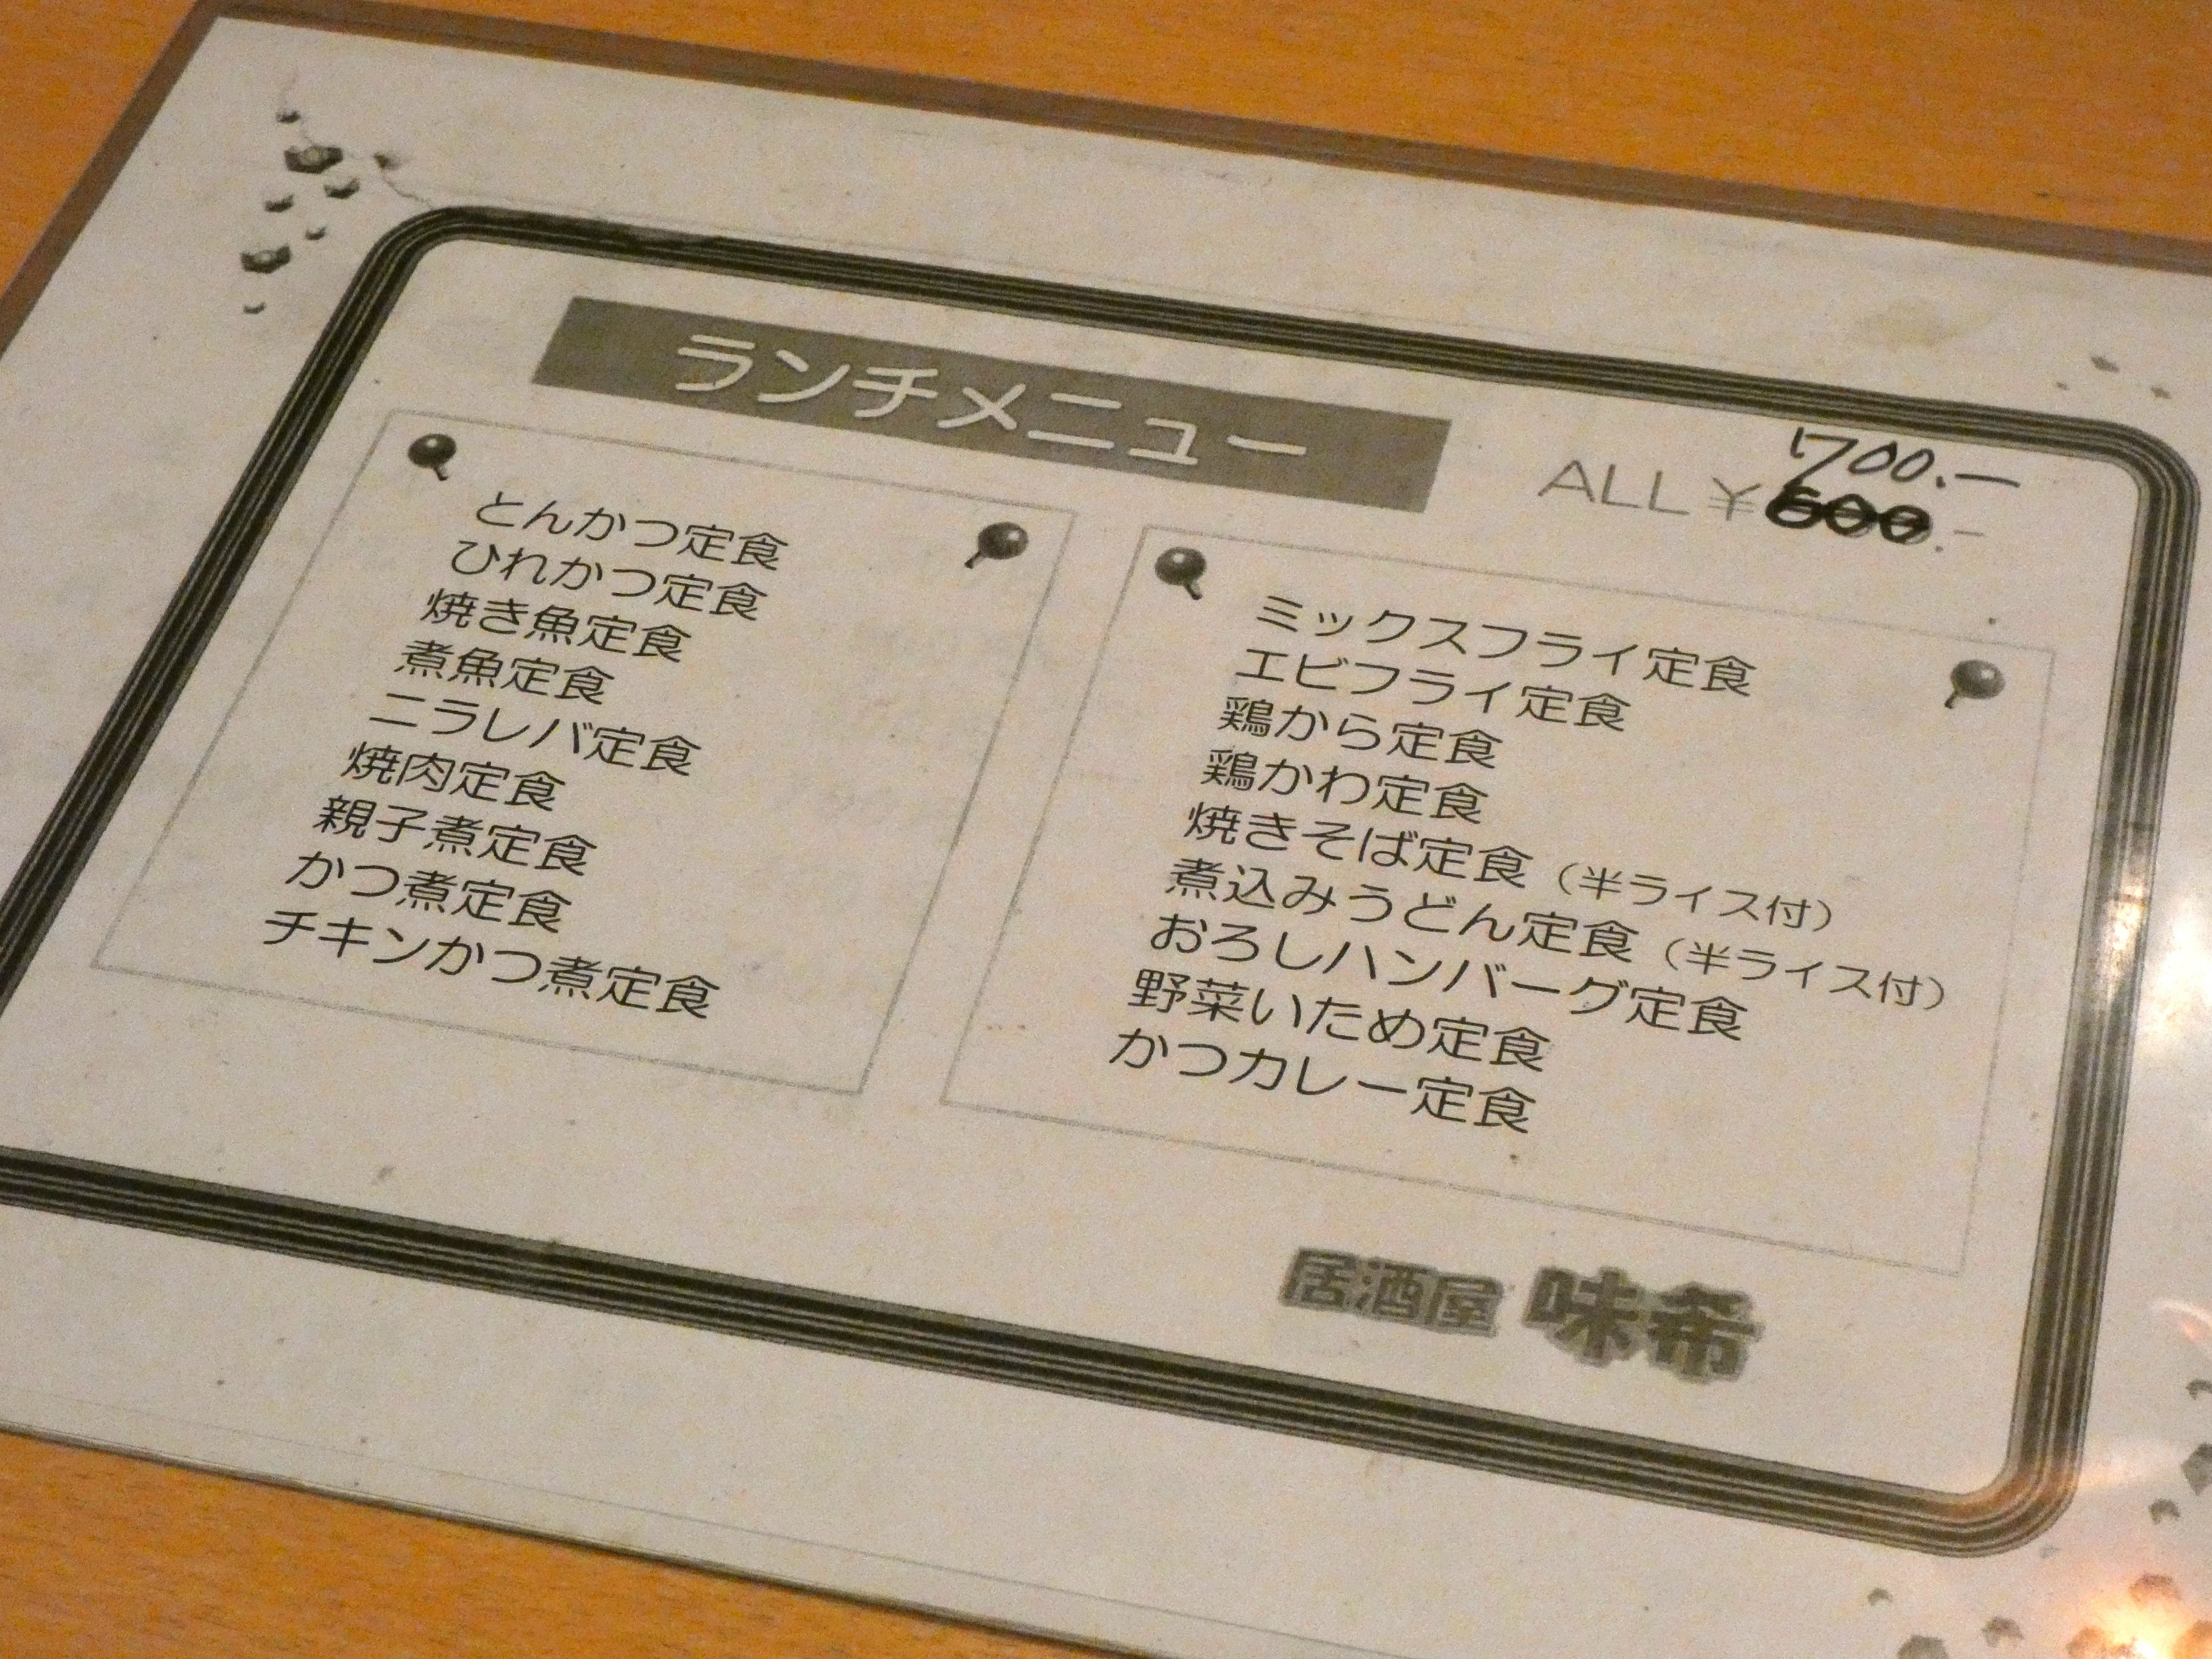 ランチメニュー
ALL ¥600.-
700.-
とんかつ定食
ひれかつ定食
焼き魚定食
煮魚定食
ニラレバ定食
焼肉定食
親子煮定食
かつ煮定食
チキンかつ煮定食
ミックスフライ定食
エビフライ定食
鶏から定食
鶏かわ定食
焼きそば定食（半ライス付）
煮込みうどん定食（半ライス付）
おろしハンバーグ定食
野菜いため定食
かつカレー定食
居酒屋 味希